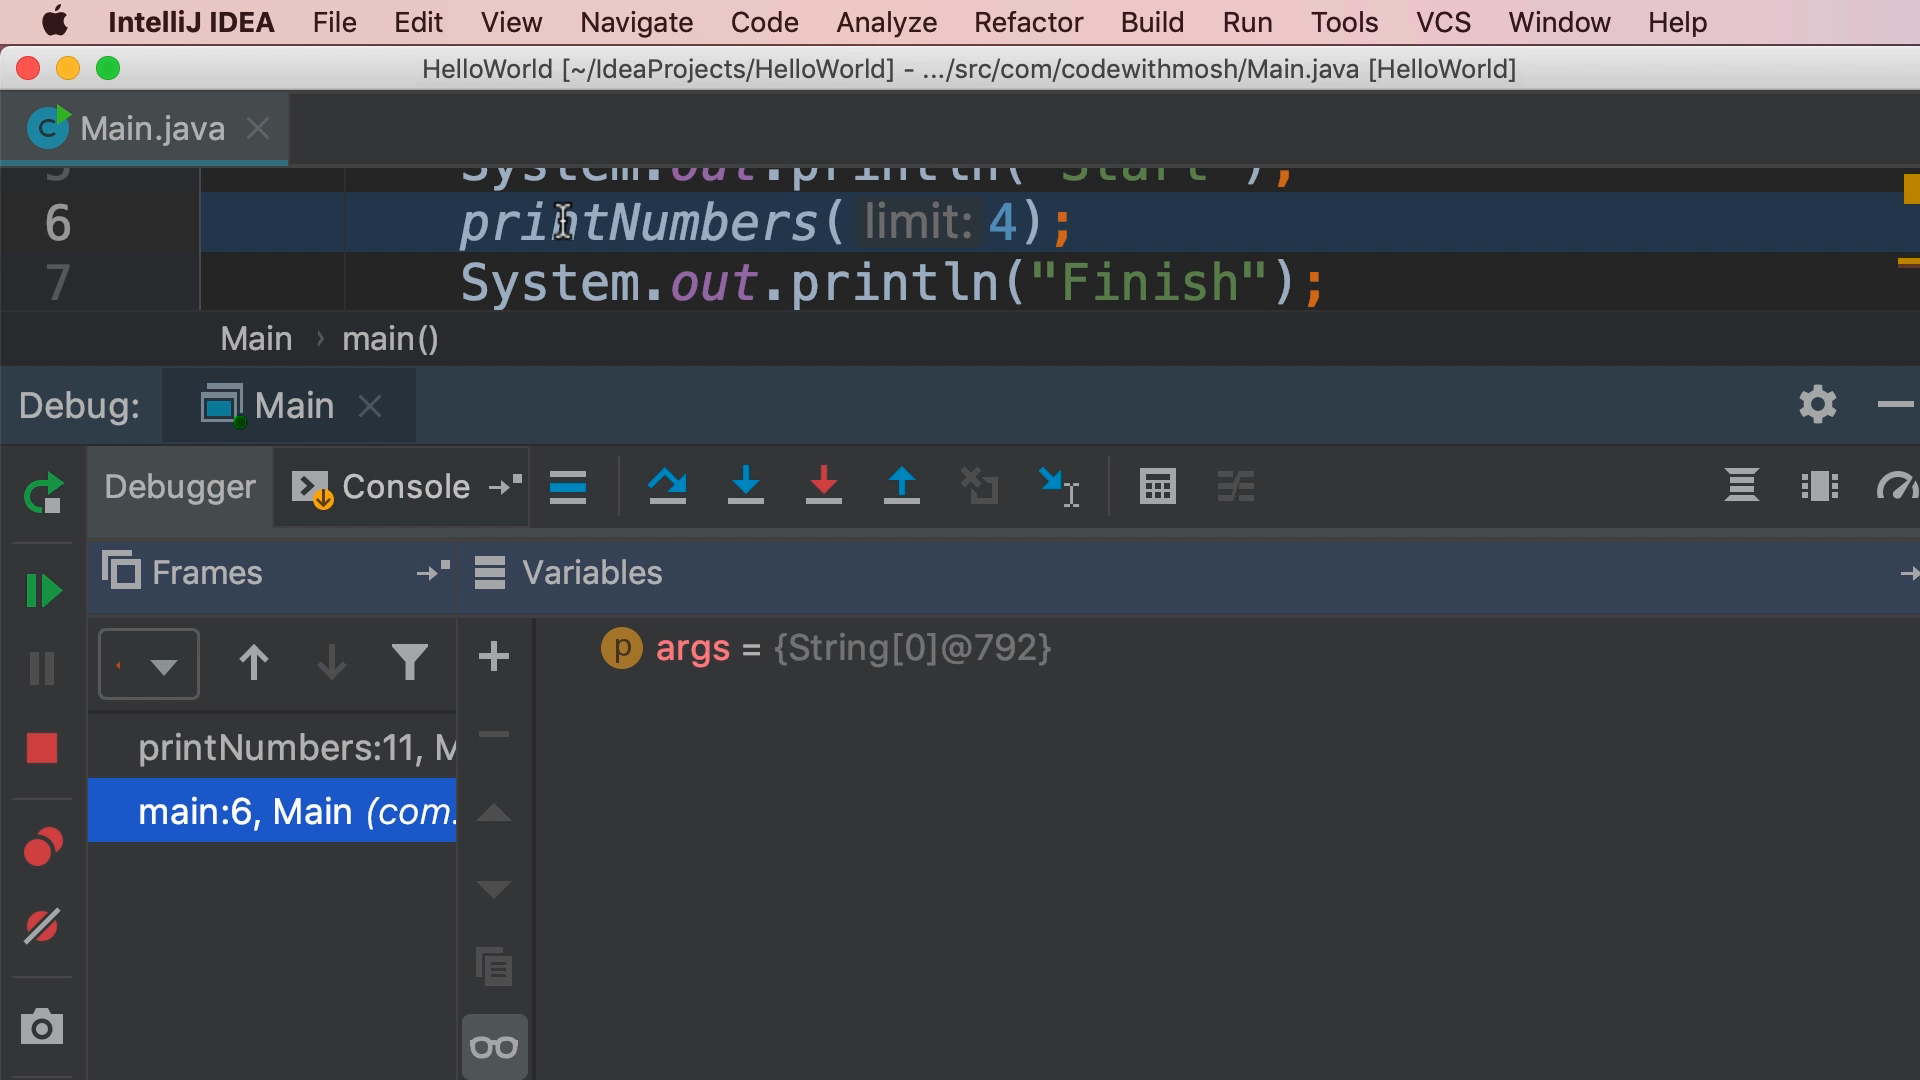 IntelliJ IDEA File Edit View Navigate Code Analyze Refactor Build Run Tools VCS Window Help
HelloWorld [~/IdeaProjects/HelloWorld] - .../src/com/codewithmosh/Main.java [HelloWorld]
Main.java
5 System.out.println("Start");
6 printNumbers( limit: 4);
7 System.out.println("Finish");
Main › main()
Debug: Main
Debugger Console
Frames Variables
p args = {String[0]@792}
printNumbers:11, M
main:6, Main (com.